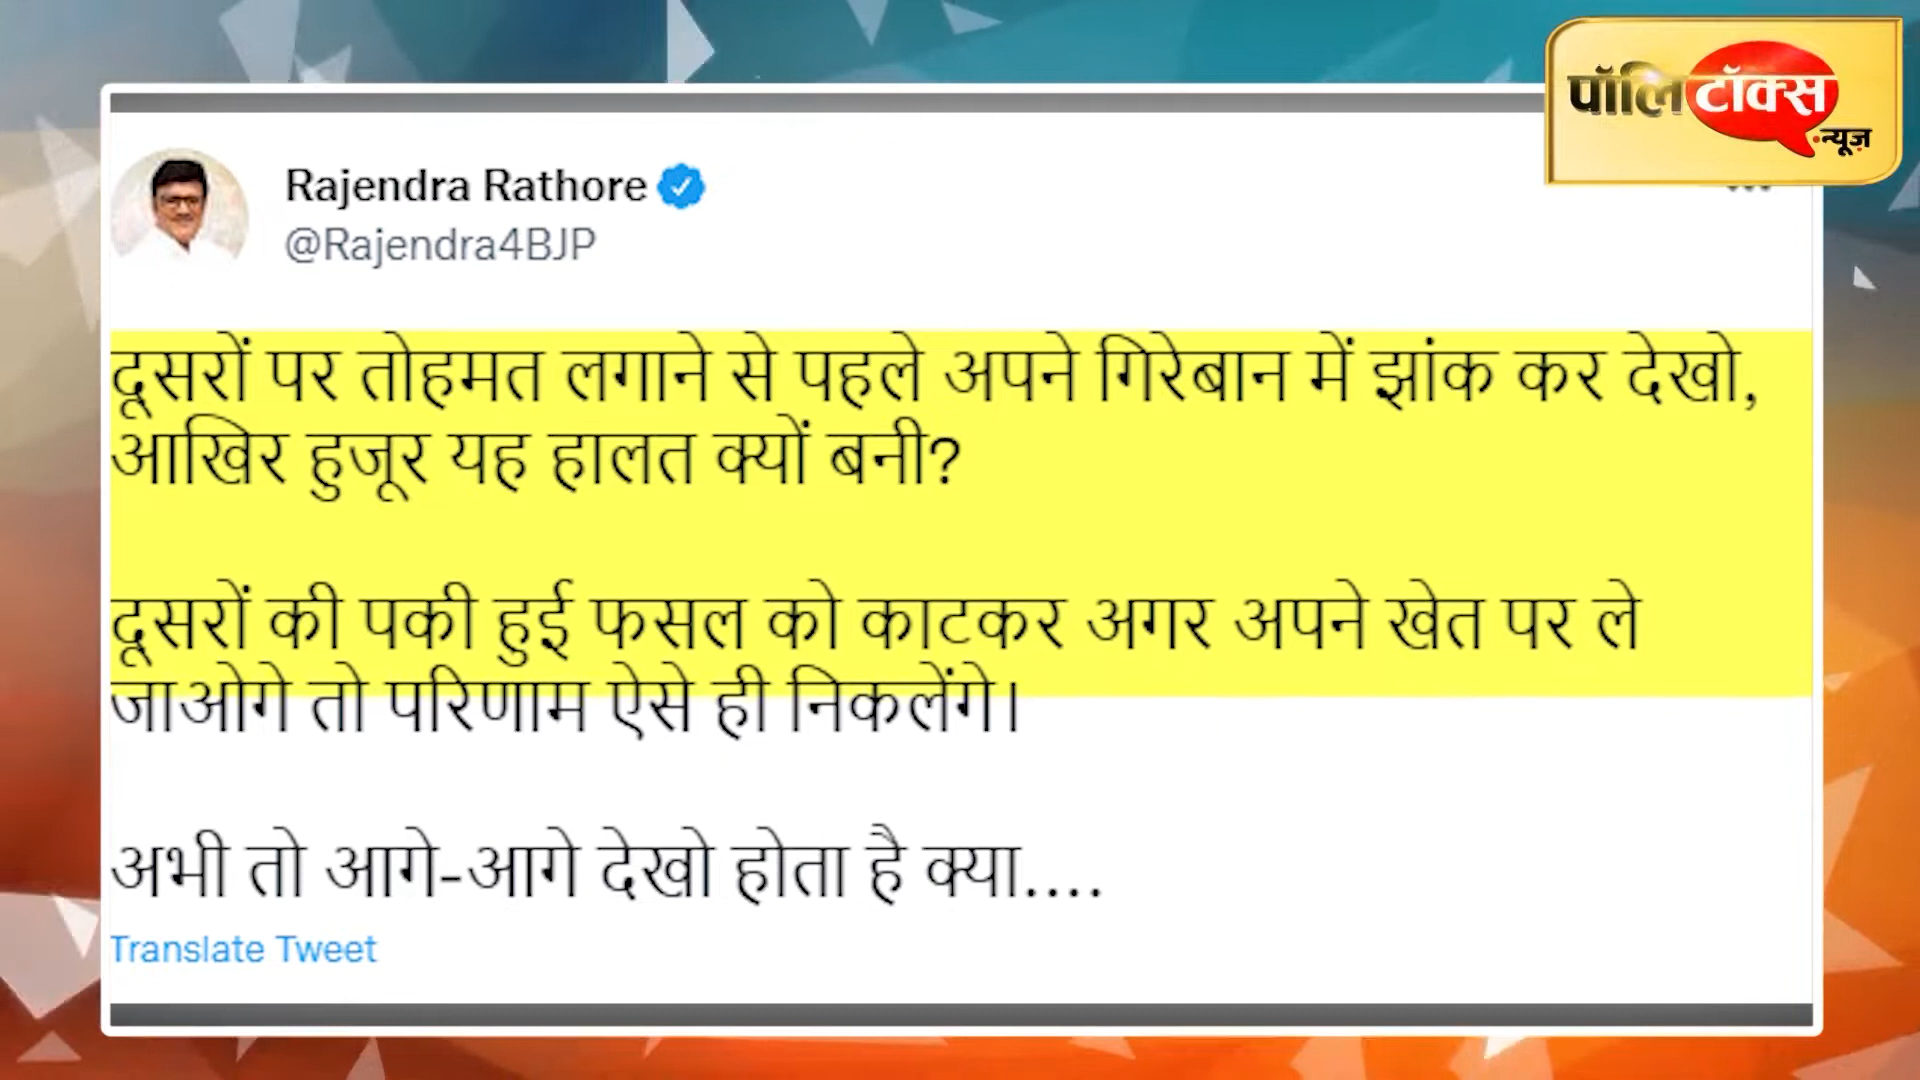 पॉलि टॉक्स
न्यूज़
Rajendra Rathore
@Rajendra4BJP
दूसरों पर तोहमत लगाने से पहले अपने गिरेबान में झांक कर देखो,
आखिर हुजूर यह हालत क्यों बनी?
दूसरों की पकी हुई फसल को काटकर अगर अपने खेत पर ले
जाओगे तो परिणाम ऐसे ही निकलेंगे।
अभी तो आगे-आगे देखो होता है क्या....
Translate Tweet